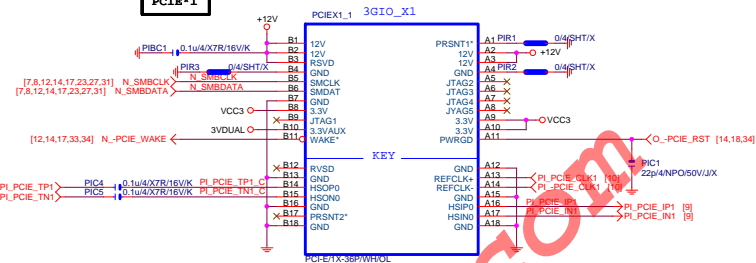 PCIE-1
PCIEX1_1 3GIO_X1
+12V
PIBC1 0.1u/4/X7R/16V/K
B1 12V PRSNT1* A1 PIR1 0/4/SHT/X
B2 12V 12V A2 +12V
B3 RSVD 12V A3
PIR3 0/4/SHT/X B4 GND GND A4 PIR2 0/4/SHT/X
[7,8,12,14,17,23,27,31] N_SMBCLK N_SMBCLK B5 SMCLK JTAG2 A5
[7,8,12,14,17,23,27,31] N_SMBDATA N_SMBDATA B6 SMDAT JTAG3 A6
B7 GND JTAG4 A7
VCC3 B8 3.3V JYAG5 A8
B9 JTAG1 3.3V A9 VCC3
3VDUAL B10 3.3VAUX 3.3V A10
[12,14,17,33,34] N_-PCIE_WAKE B11 WAKE* PWRGD A11 O_-PCIE_RST [14,18,34]
KEY
PIC1
22p/4/NPO/50V/J/X
B12 RVSD GND A12
B13 GND REFCLK+ A13 PI_PCIE_CLK1 [10]
PI_PCIE_TP1 PIC4 0.1u/4/X7R/16V/K PI_PCIE_TP1_C B14 HSOP0 REFCLK- A14 PI_-PCIE_CLK1 [10]
PI_PCIE_TN1 PIC5 0.1u/4/X7R/16V/K PI_PCIE_TN1_C B15 HSON0 GND A15
B16 GND HSIP0 A16 PI_PCIE_IP1 PI_PCIE_IP1 [9]
B17 PRSNT2* HSIN0 A17 PI_PCIE_IN1 PI_PCIE_IN1 [9]
B18 GND GND A18
PCI-E/1X-36P/WH/OL
com